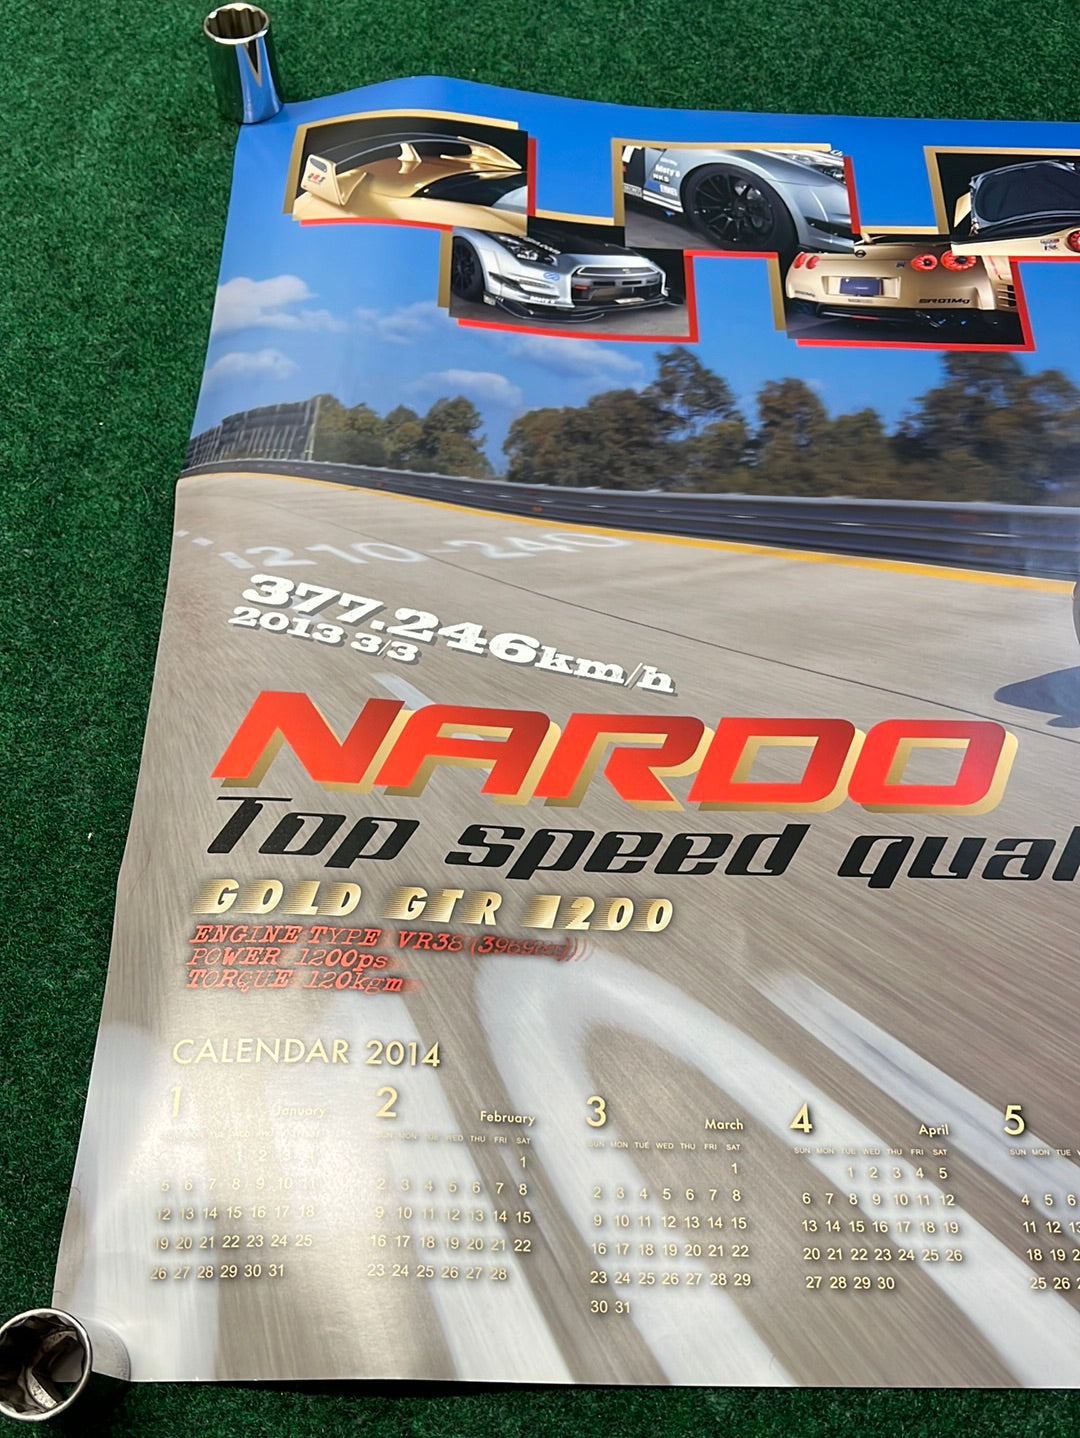 210-240
377.246km/h
2013 3/3
NARDO
Top speed qual
GOLD GTR 1200
ENGINE TYPE VR38
POWER 1200ps
TORQUE 120kgm
CALENDAR 2014
1 January
5 6 7 8 9 10 11
12 13 14 15 16 17 18
19 20 21 22 23 24 25
26 27 28 29 30 31
2 February
SUN MON TUE WED THU FRI SAT
1
2 3 4 5 6 7 8
9 10 11 12 13 14 15
16 17 18 19 20 21 22
23 24 25 26 27 28
3 March
SUN MON TUE WED THU FRI SAT
1
2 3 4 5 6 7 8
9 10 11 12 13 14 15
16 17 18 19 20 21 22
23 24 25 26 27 28 29
30 31
4 April
SUN MON TUE WED THU FRI SAT
1 2 3 4 5
6 7 8 9 10 11 12
13 14 15 16 17 18 19
20 21 22 23 24 25 26
27 28 29 30
5
SUN MON TUE
4 5 6
11 12 13
18 19
25 26